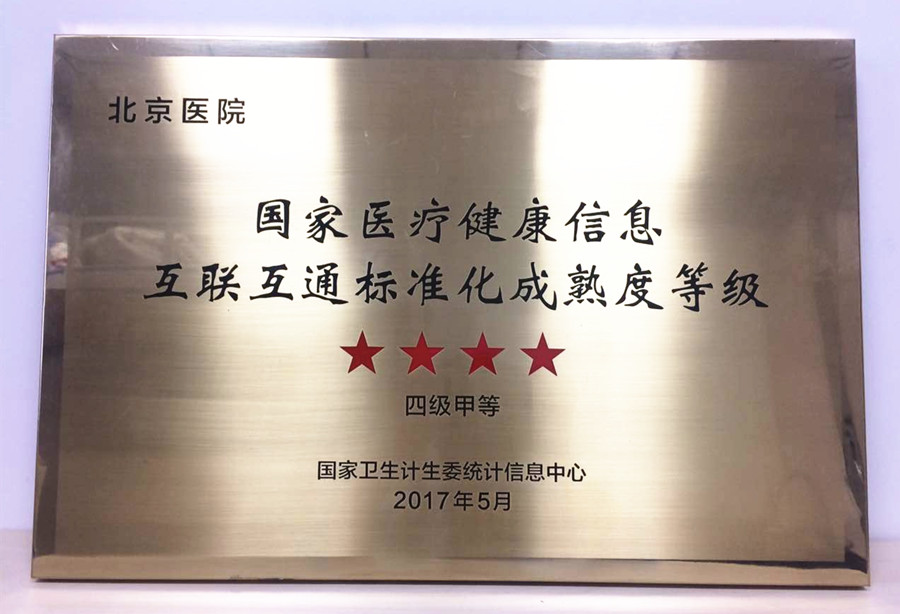 北京医院
国家医疗健康信息
互联互通标准化成熟度等级
四级甲等
国家卫生计生委统计信息中心
2017年5月